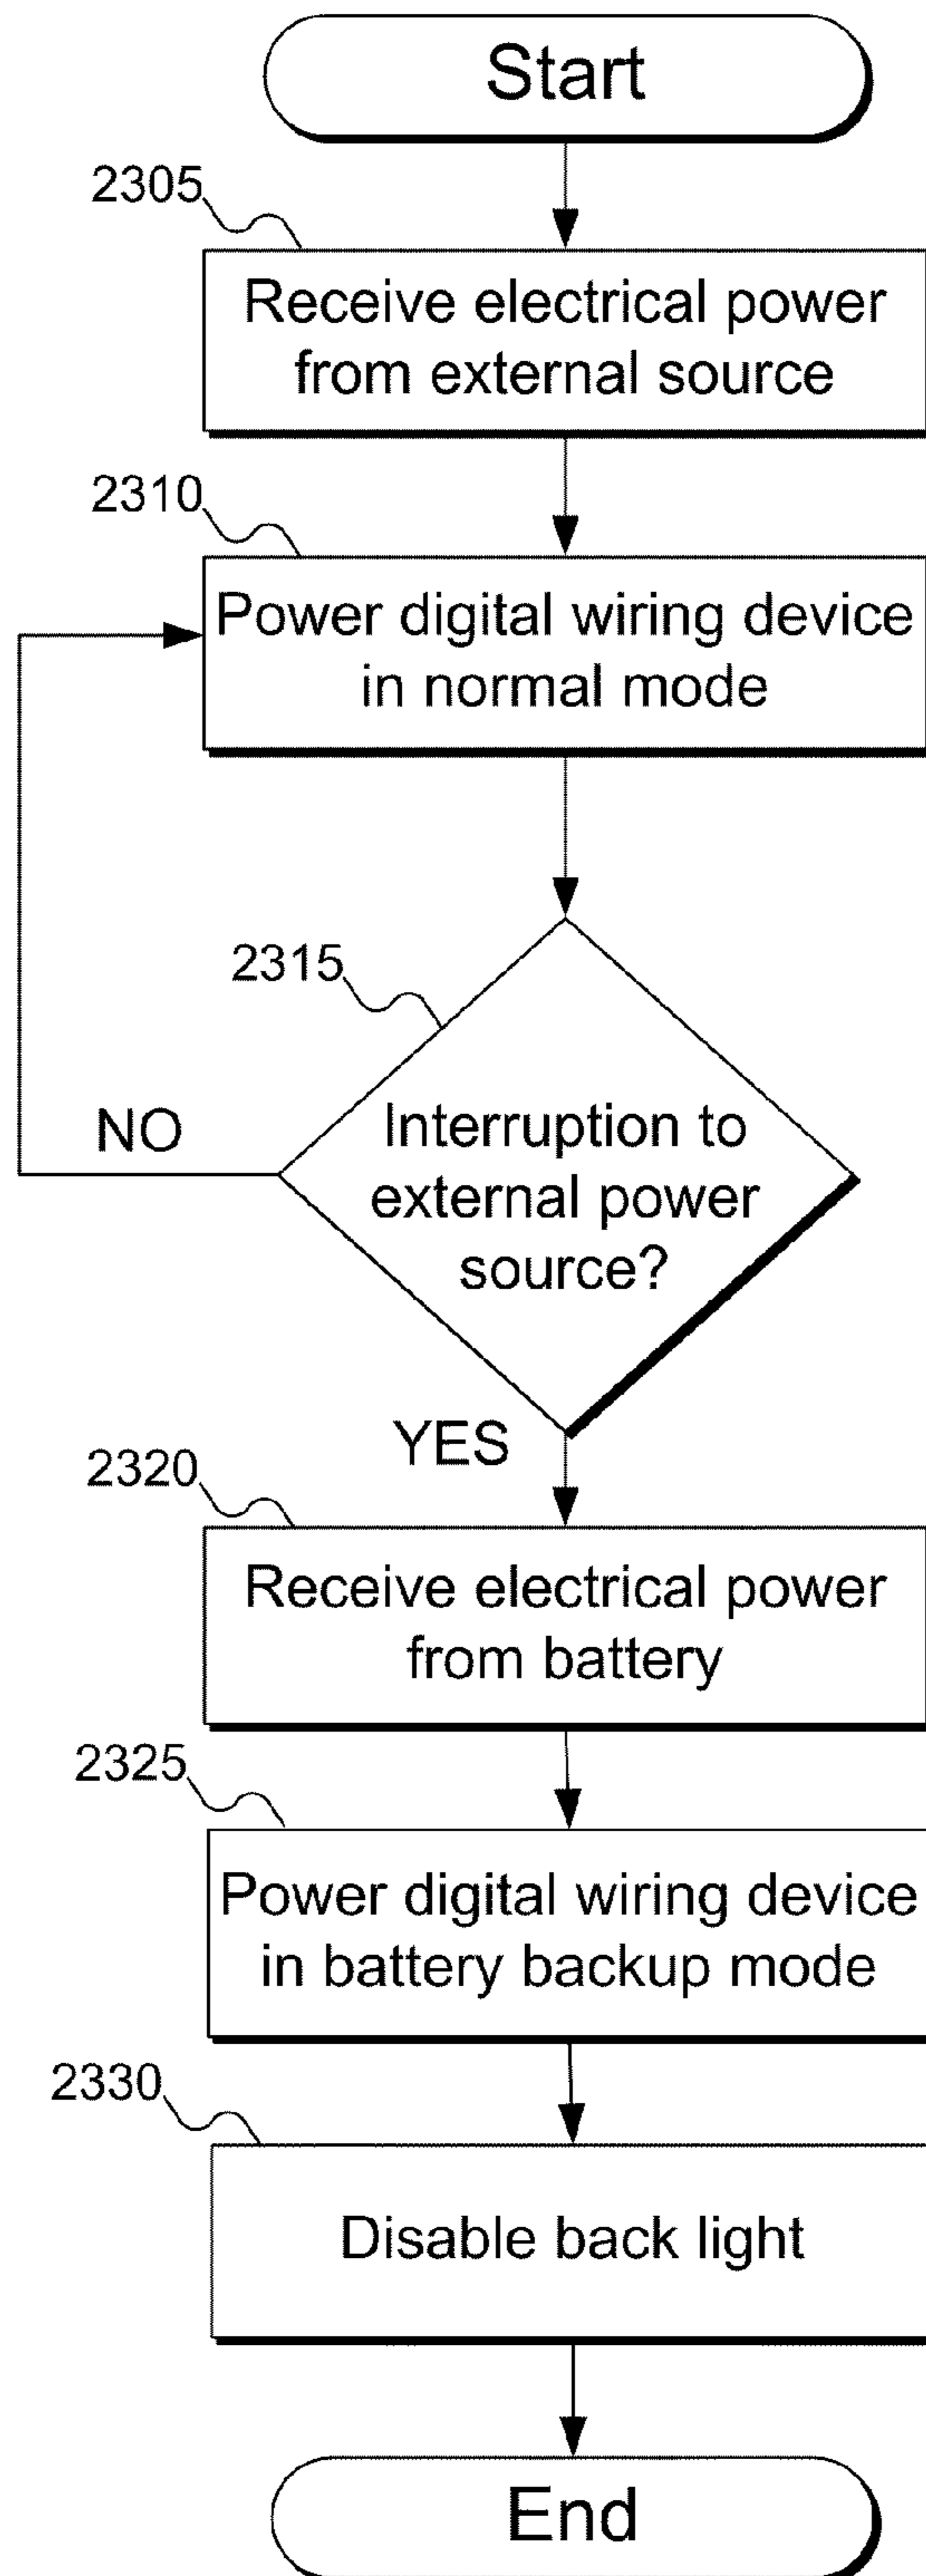 Start
2305
Receive electrical power
from external source
2310
Power digital wiring device
in normal mode
2315
Interruption to
external power
source?
NO
YES
2320
Receive electrical power
from battery
2325
Power digital wiring device
in battery backup mode
2330
Disable back light
End